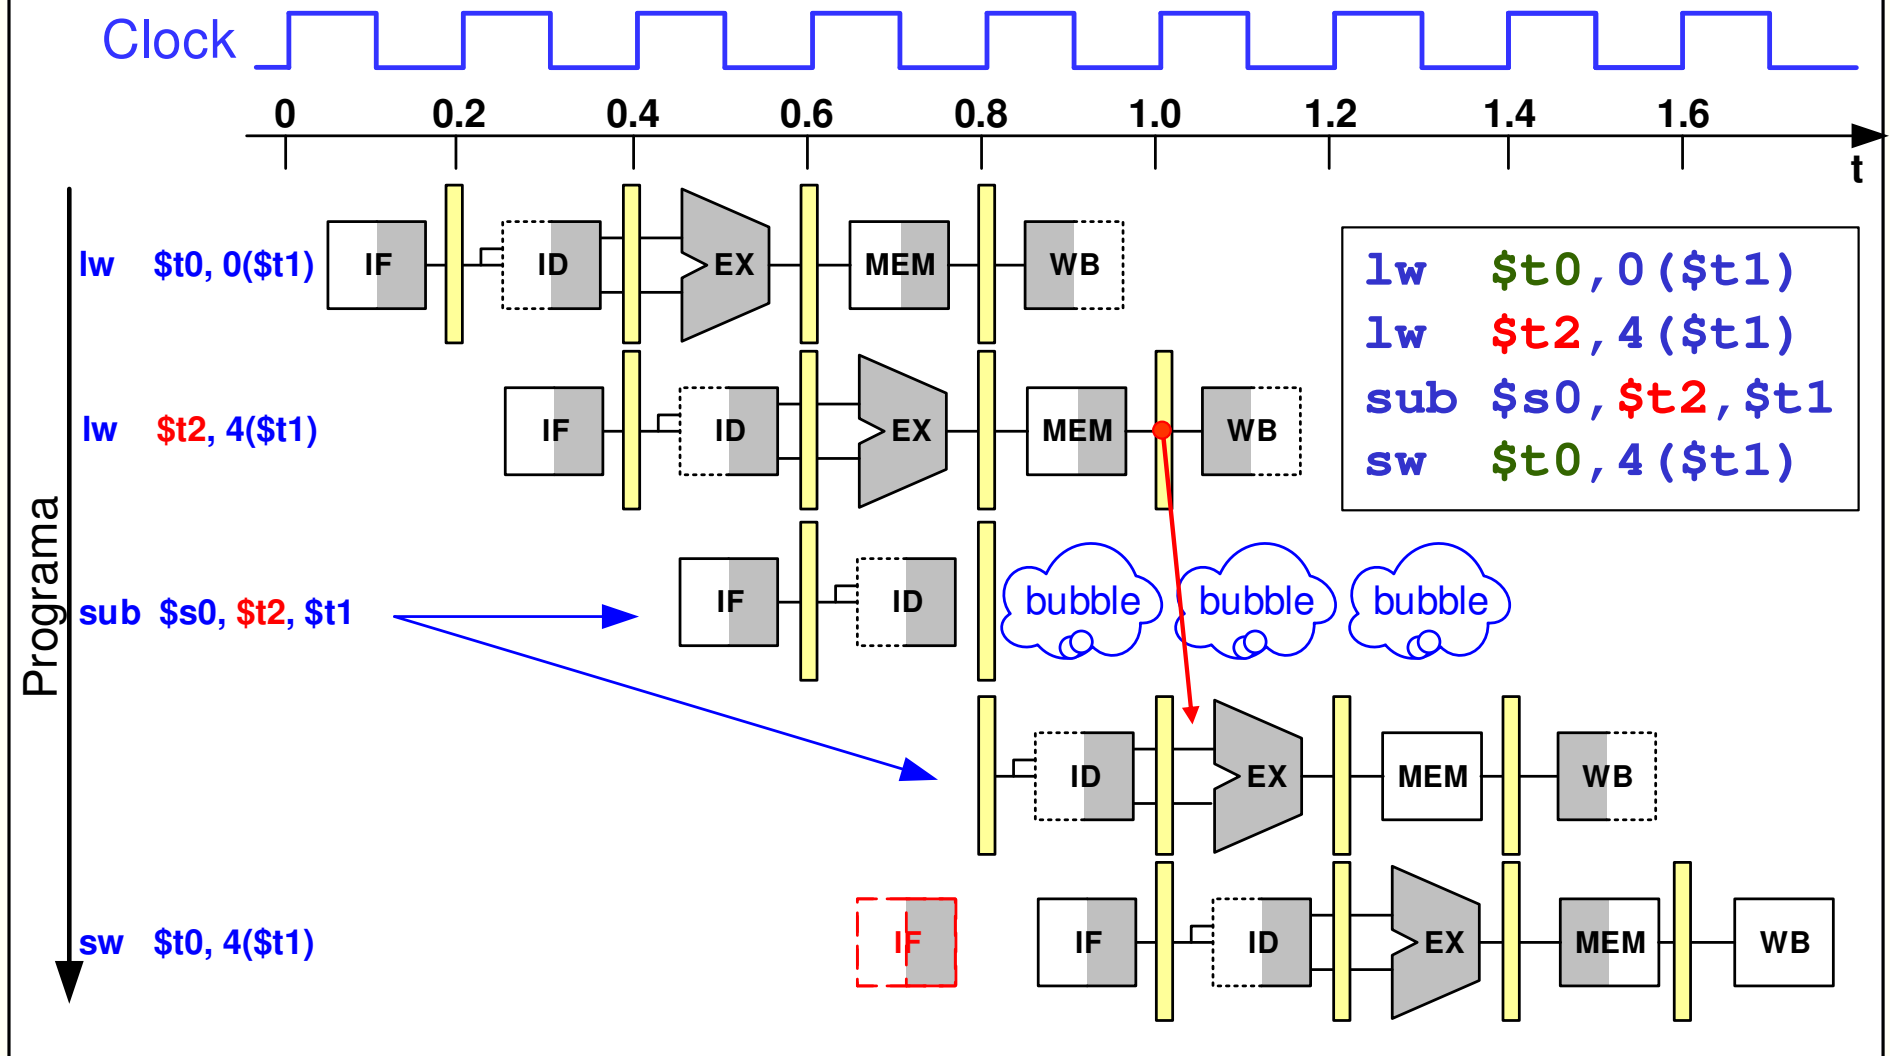 Clock
0 0.2 0.4 0.6 0.8 1.0 1.2 1.4 1.6
t
Programa
lw $t0, 0($t1) IF ID EX MEM WB
lw $t2, 4($t1) IF ID EX MEM WB
sub $s0, $t2, $t1 IF ID bubble bubble bubble
ID EX MEM WB
sw $t0, 4($t1) IF IF ID EX MEM WB
lw $t0,0($t1)
lw $t2,4($t1)
sub $s0,$t2,$t1
sw $t0,4($t1)